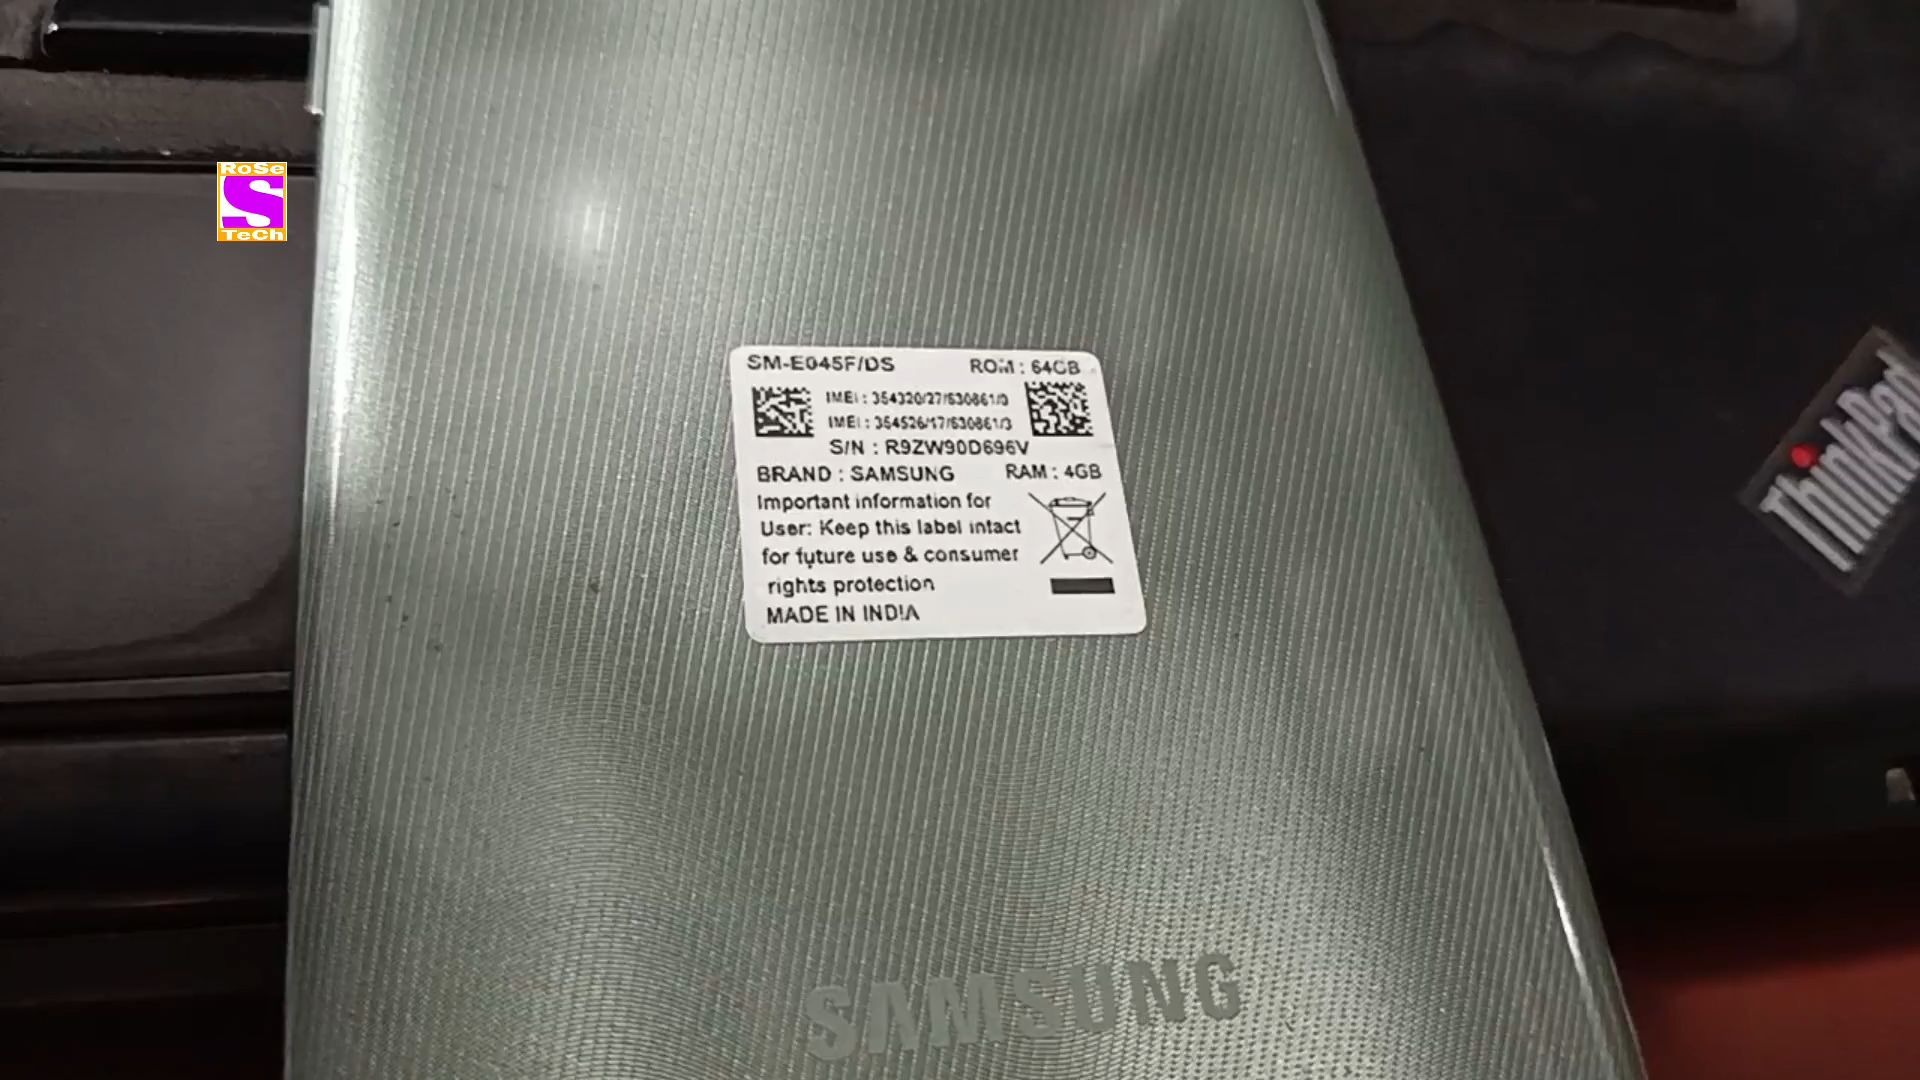 RoSe
S
TeCh
SM-E045F/DS ROM : 64GB
IMEI : 354320/27/630861/0
IMEI : 354526/17/630861/3
S/N : R9ZW90D696V
BRAND : SAMSUNG RAM : 4GB
Important information for
User: Keep this label intact
for future use & consumer
rights protection
MADE IN INDIA
ThinkPad
SAMSUNG